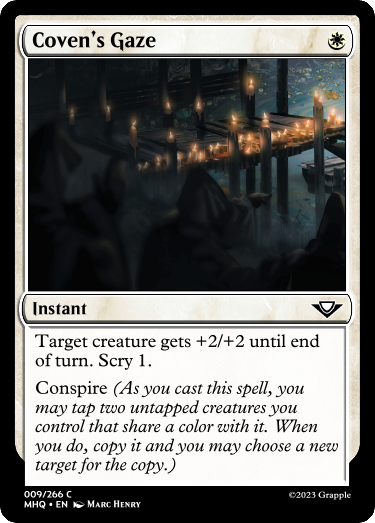 Coven's Gaze
Instant
Target creature gets +2/+2 until end
of turn. Scry 1.
Conspire (As you cast this spell, you
may tap two untapped creatures you
control that share a color with it. When
you do, copy it and you may choose a new
target for the copy.)
009/266 C
MHQ • EN Marc Henry
©2023 Grapple